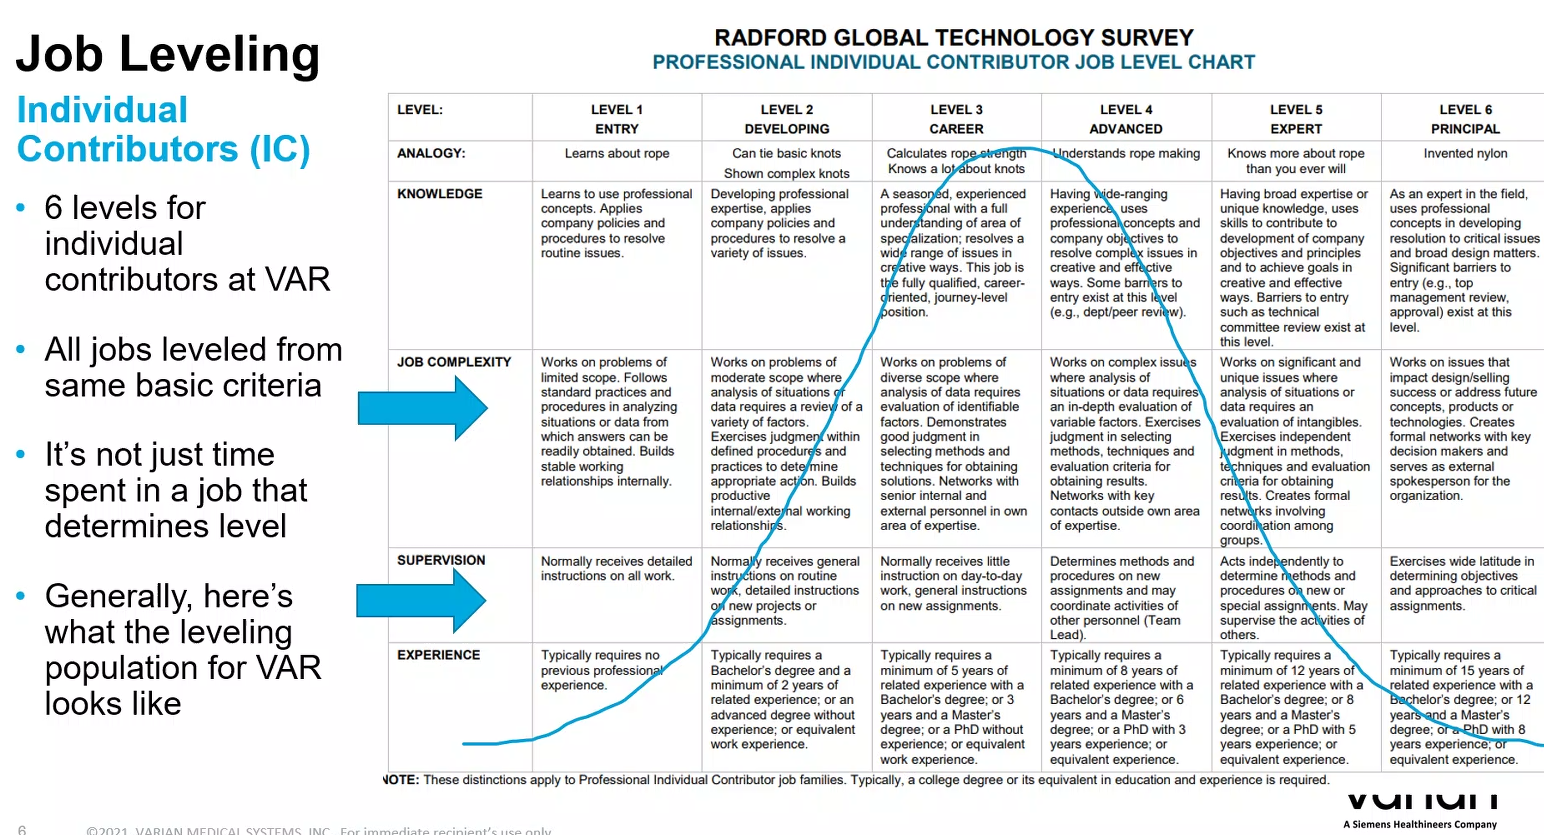 Job Leveling
Individual
Contributors (IC)
• 6 levels for
individual
contributors at VAR
• All jobs leveled from
same basic criteria
• It’s not just time
spent in a job that
determines level
• Generally, here’s
what the leveling
population for VAR
looks like
RADFORD GLOBAL TECHNOLOGY SURVEY
PROFESSIONAL INDIVIDUAL CONTRIBUTOR JOB LEVEL CHART
LEVEL:
LEVEL 1
ENTRY
LEVEL 2
DEVELOPING
LEVEL 3
CAREER
LEVEL 4
ADVANCED
LEVEL 5
EXPERT
LEVEL 6
PRINCIPAL
ANALOGY:
Learns about rope
Can tie basic knots
Shown complex knots
Calculates rope strength
Knows a lot about knots
Understands rope making
Knows more about rope
than you ever will
Invented nylon
KNOWLEDGE
Learns to use professional
concepts. Applies
company policies and
procedures to resolve
routine issues.
Developing professional
expertise, applies
company policies and
procedures to resolve a
variety of issues.
A seasoned, experienced
professional with a full
understanding of area of
specialization; resolves a
wide range of issues in
creative ways. This job is
the fully qualified, career-
oriented, journey-level
position.
Having wide-ranging
experience, uses
professional concepts and
company objectives to
resolve complex issues in
creative and effective
ways. Some barriers to
entry exist at this level
(e.g., dept/peer review).
Having broad expertise or
unique knowledge, uses
skills to contribute to
development of company
objectives and principles
and to achieve goals in
creative and effective
ways. Barriers to entry
such as technical
committee review exist at
this level.
As an expert in the field,
uses professional
concepts in developing
resolution to critical issues
and broad design matters.
Significant barriers to
entry (e.g., top
management review,
approval) exist at this
level.
JOB COMPLEXITY
Works on problems of
limited scope. Follows
standard practices and
procedures in analyzing
situations or data from
which answers can be
readily obtained. Builds
stable working
relationships internally.
Works on problems of
moderate scope where
analysis of situations or
data requires a review of a
variety of factors.
Exercises judgment within
defined procedures and
practices to determine
appropriate action. Builds
productive
internal/external working
relationships.
Works on problems of
diverse scope where
analysis of data requires
evaluation of identifiable
factors. Demonstrates
good judgment in
selecting methods and
techniques for obtaining
solutions. Networks with
senior internal and
external personnel in own
area of expertise.
Works on complex issues
where analysis of
situations or data requires
an in-depth evaluation of
variable factors. Exercises
judgment in selecting
methods, techniques and
evaluation criteria for
obtaining results.
Networks with key
contacts outside own area
of expertise.
Works on significant and
unique issues where
analysis of situations or
data requires an
evaluation of intangibles.
Exercises independent
judgment in methods,
techniques and evaluation
criteria for obtaining
results. Creates formal
networks involving
coordination among
groups.
Works on issues that
impact design/selling
success or address future
concepts, products or
technologies. Creates
formal networks with key
decision makers and
serves as external
spokesperson for the
organization.
SUPERVISION
Normally receives detailed
instructions on all work.
Normally receives general
instructions on routine
work, detailed instructions
on new projects or
assignments.
Normally receives little
instruction on day-to-day
work, general instructions
on new assignments.
Determines methods and
procedures on new
assignments and may
coordinate activities of
other personnel (Team
Lead).
Acts independently to
determine methods and
procedures on new or
special assignments. May
supervise the activities of
others.
Exercises wide latitude in
determining objectives
and approaches to critical
assignments.
EXPERIENCE
Typically requires no
previous professional
experience.
Typically requires a
Bachelor’s degree and a
minimum of 2 years of
related experience; or an
advanced degree without
experience; or equivalent
work experience.
Typically requires a
minimum of 5 years of
related experience with a
Bachelor’s degree; or 3
years and a Master’s
degree; or a PhD without
experience; or equivalent
work experience.
Typically requires a
minimum of 8 years of
related experience with a
Bachelor’s degree; or 6
years and a Master’s
degree; or a PhD with 3
years experience; or
equivalent experience.
Typically requires a
minimum of 12 years of
related experience with a
Bachelor’s degree; or 8
years and a Master’s
degree; or a PhD with 5
years experience; or
equivalent experience.
Typically requires a
minimum of 15 years of
related experience with a
Bachelor’s degree; or 12
years and a Master’s
degree; or a PhD with 8
years experience; or
equivalent experience.
NOTE: These distinctions apply to Professional Individual Contributor job families. Typically, a college degree or its equivalent in education and experience is required.
varian
A Siemens Healthineers Company
6 ©2021 VARIAN MEDICAL SYSTEMS, INC. For immediate recipient’s use only